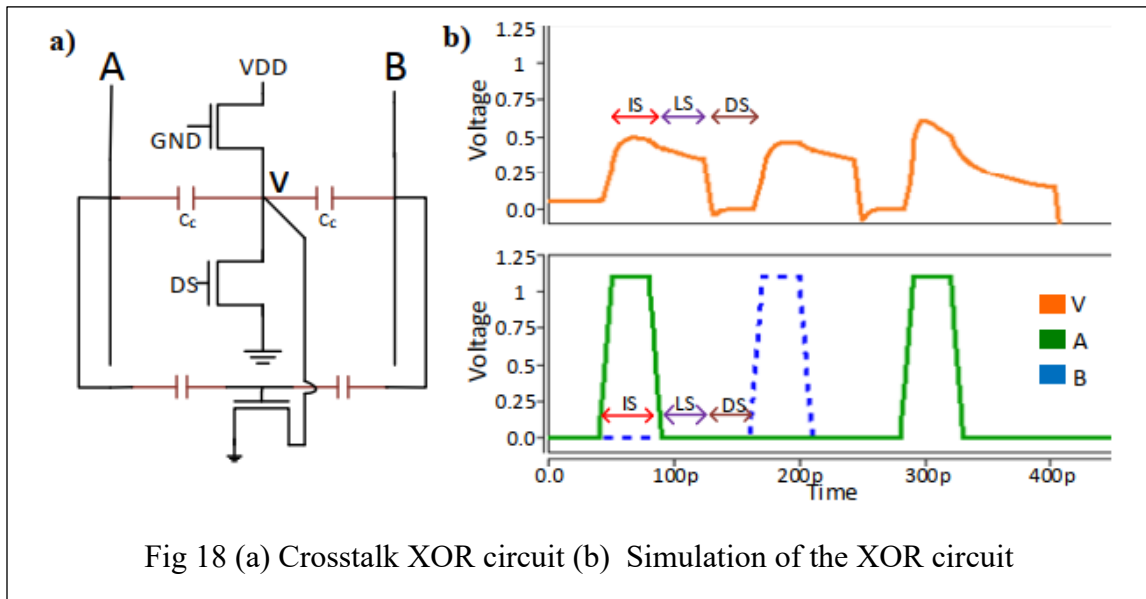 a)
A
VDD
B
GND
V
Cc
Cc
DS
b)
1.25
1
0.75
0.5
0.25
0.0
Voltage
IS
LS
DS
1.25
1
0.75
0.5
0.25
0.0
Voltage
IS
LS
DS
V
A
B
0.0
100p
200p
300p
400p
Time
Fig 18 (a) Crosstalk XOR circuit (b) Simulation of the XOR circuit